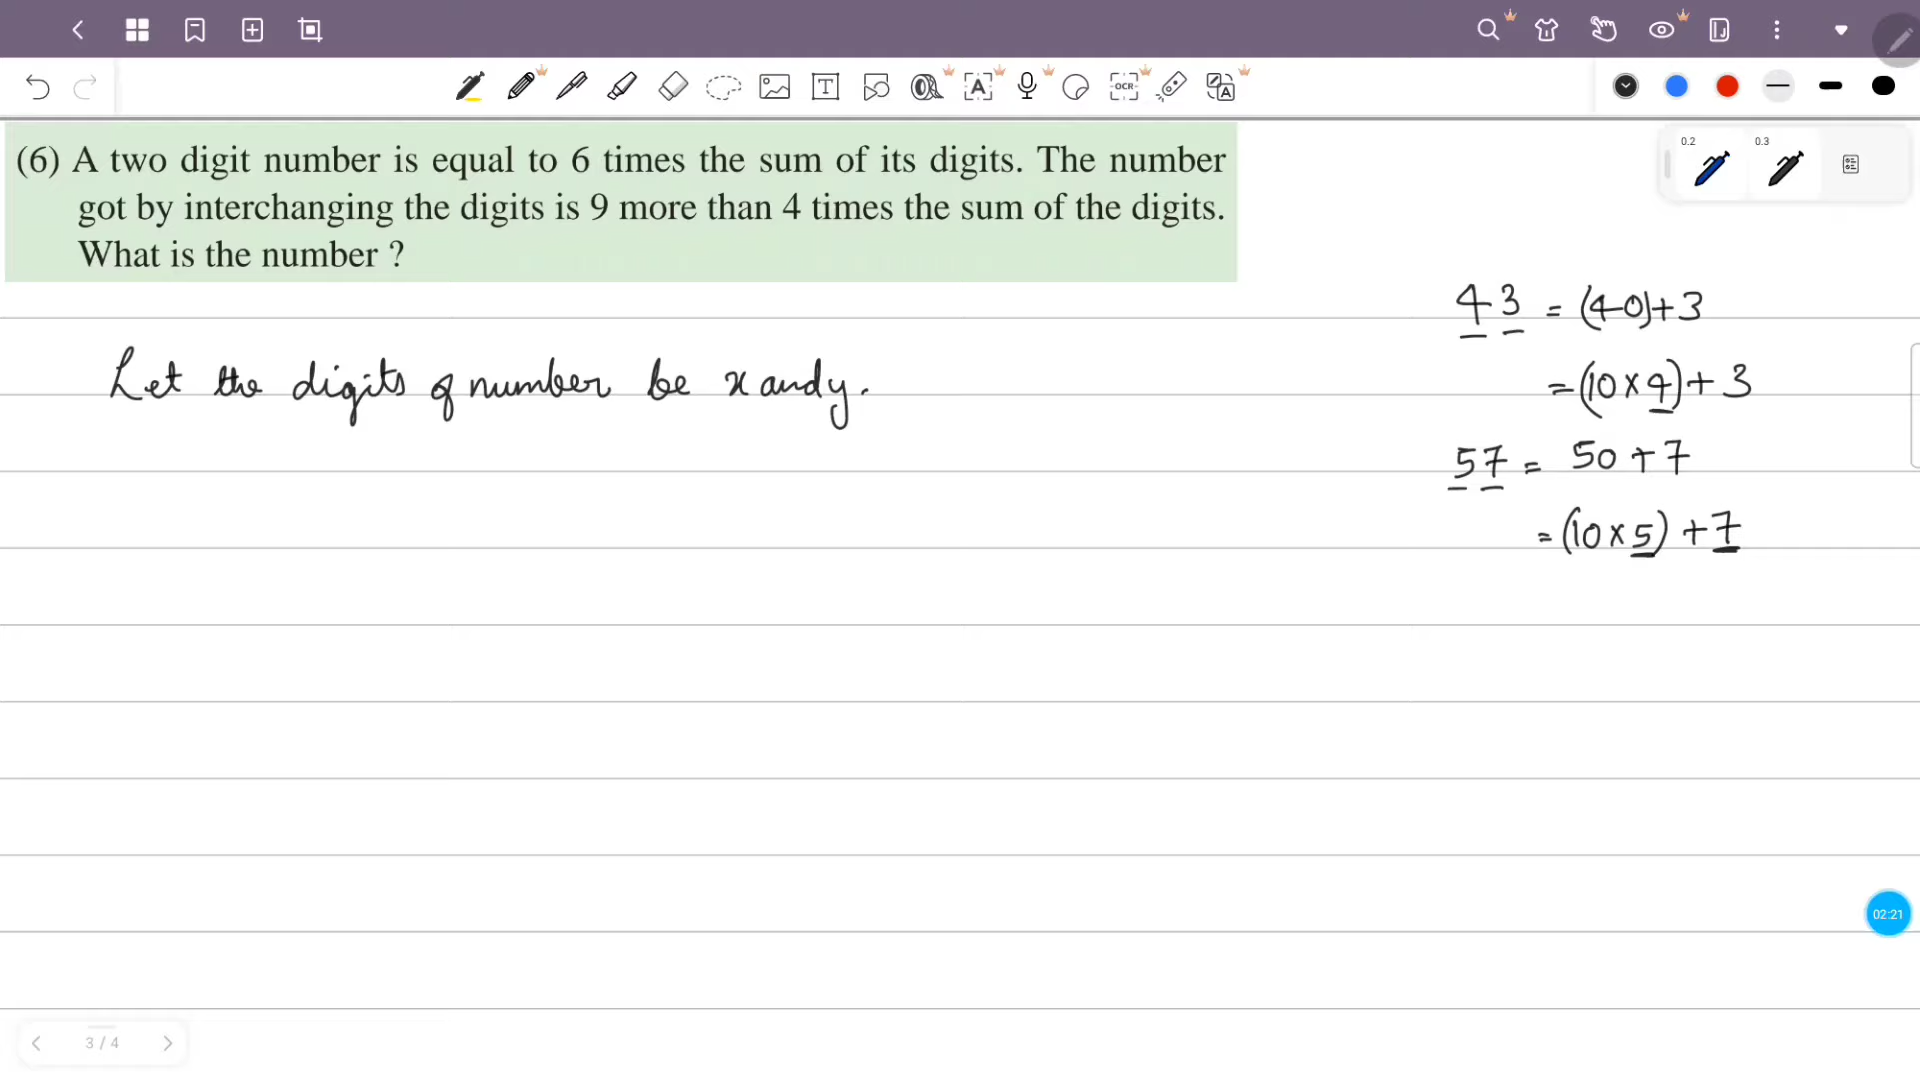 (6) A two digit number is equal to 6 times the sum of its digits. The number
got by interchanging the digits is 9 more than 4 times the sum of the digits.
What is the number ?
Let the digits of number be x and y.
43 = (40)+3
=(10×4)+3
57 = 50+7
=(10×5)+7
0.2
0.3
OCR
02:21
3 / 4